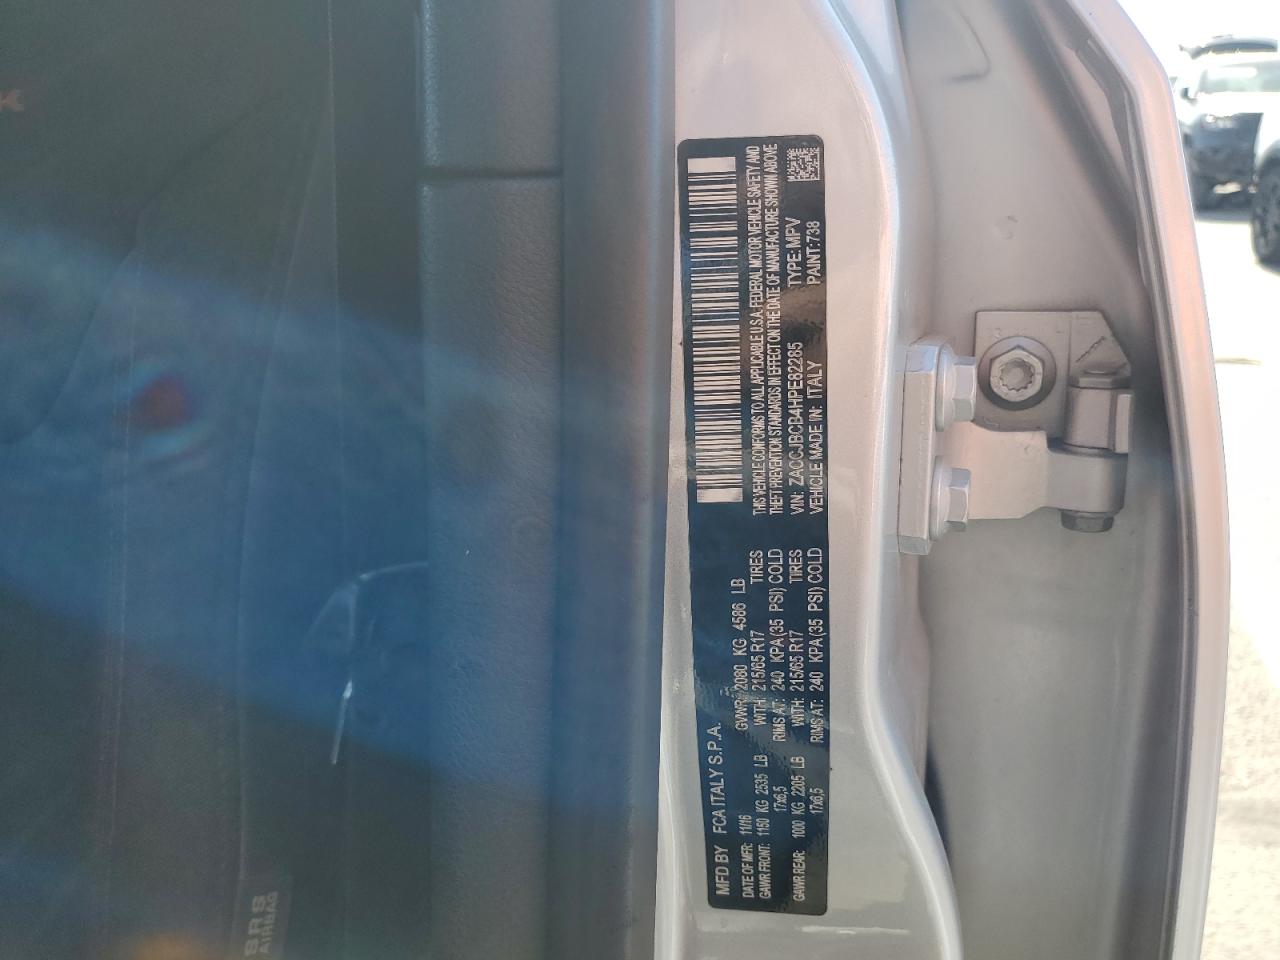 MFD BY FCA ITALY S.P.A.
DATE OF MFR: 11/16 GVWR: 2080 KG 4586 LB
GAWR FRONT: 1150 KG 2535 LB WITH: 215/65 R17 TIRES
17x6,5 RIMS AT: 240 KPA(35 PSI) COLD
GAWR REAR: 1000 KG 2205 LB WITH: 215/65 R17 TIRES
17x6,5 RIMS AT: 240 KPA(35 PSI) COLD
THIS VEHICLE CONFORMS TO ALL APPLICABLE U.S.A. FEDERAL MOTOR VEHICLE SAFETY AND
THEFT PREVENTION STANDARDS IN EFFECT ON THE DATE OF MANUFACTURE SHOWN ABOVE
VIN: ZACCJBCB4HPE82285 TYPE: MPV
VEHICLE MADE IN: ITALY PAINT: 738
SRS
AIRBAG